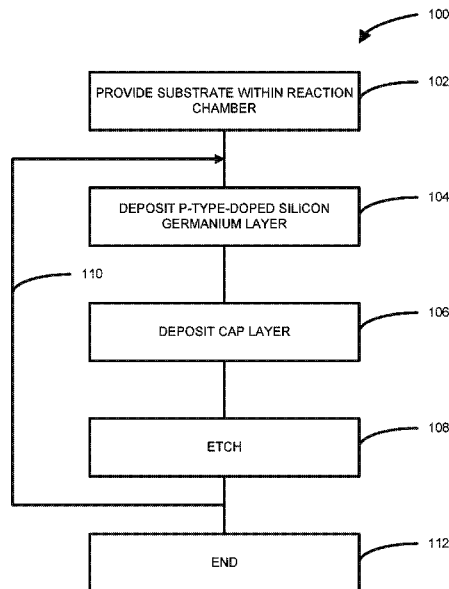 100
PROVIDE SUBSTRATE WITHIN REACTION
CHAMBER
102
DEPOSIT P-TYPE-DOPED SILICON
GERMANIUM LAYER
104
110
DEPOSIT CAP LAYER
106
ETCH
108
END
112